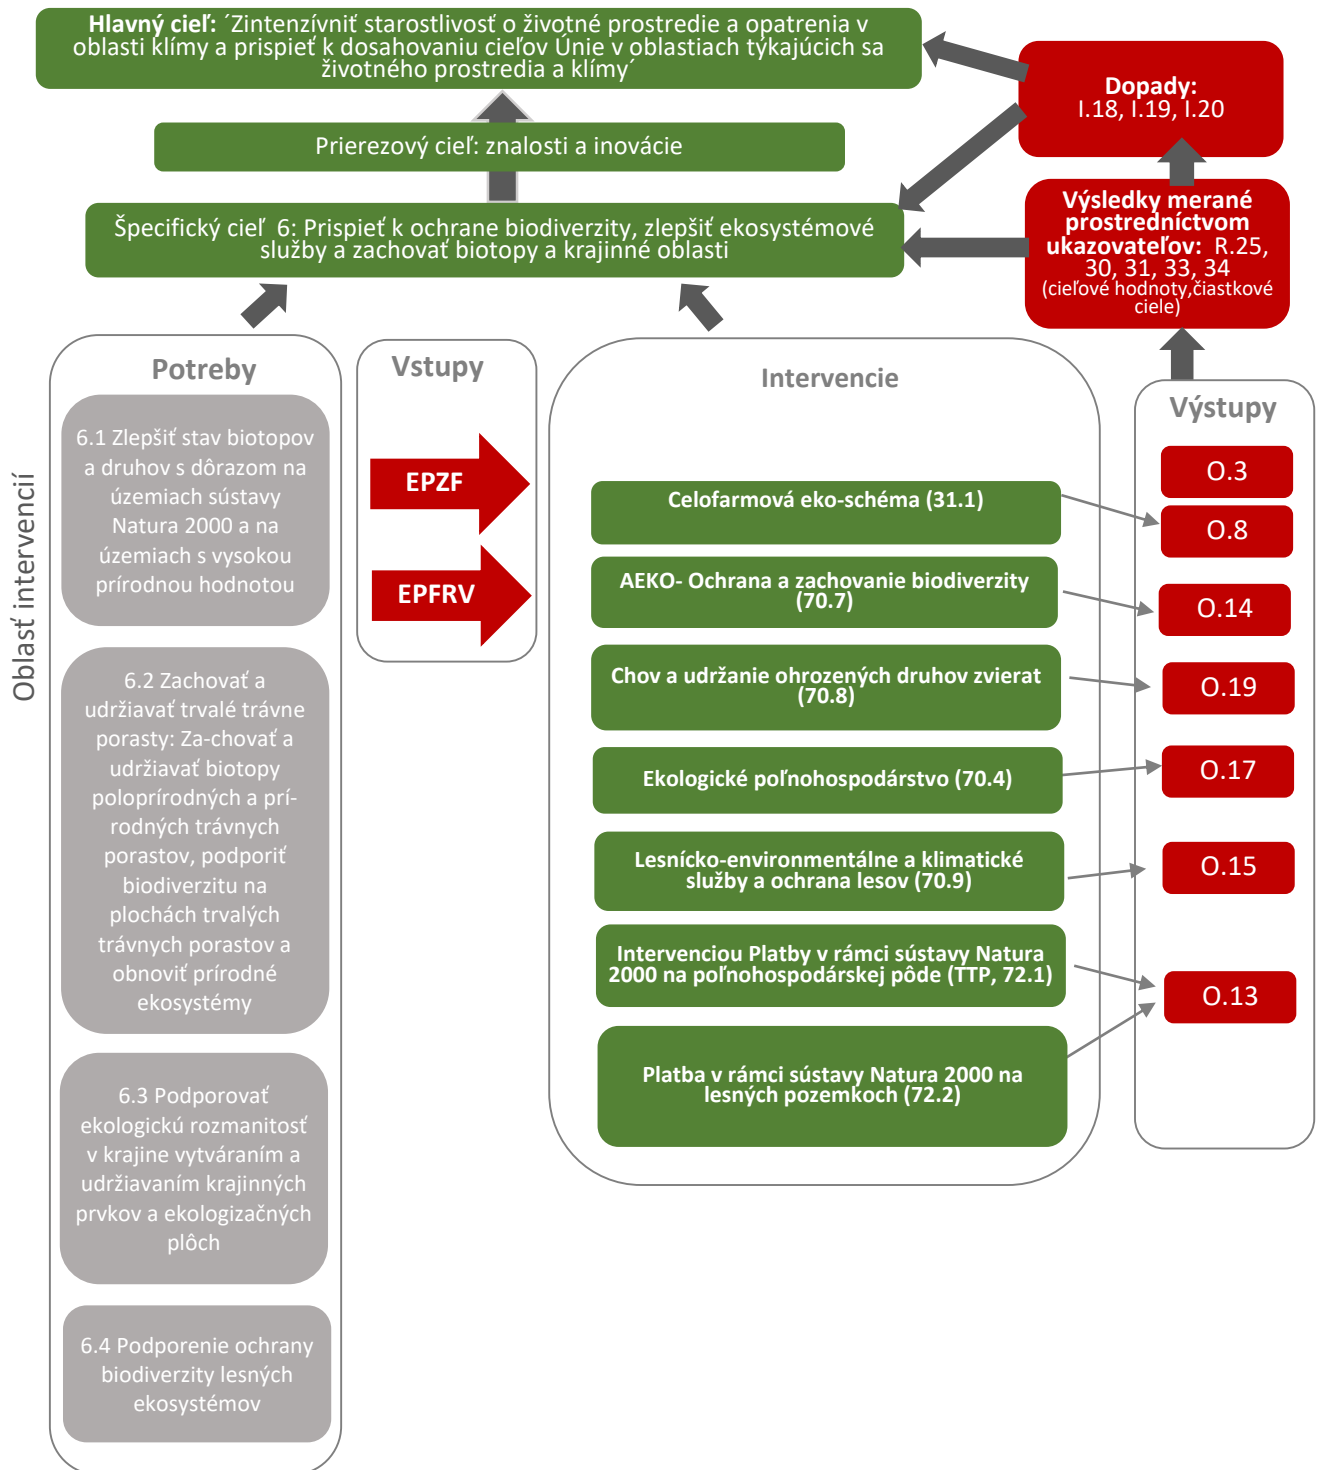 Hlavný cieľ: ´Zintenzívniť starostlivosť o životné prostredie a opatrenia v
oblasti klímy a prispieť k dosahovaniu cieľov Únie v oblastiach týkajúcich sa
životného prostredia a klímy´
Dopady:
I.18, I.19, I.20
Prierezový cieľ: znalosti a inovácie
Špecifický cieľ 6: Prispieť k ochrane biodiverzity, zlepšiť ekosystémové
služby a zachovať biotopy a krajinné oblasti
Výsledky merané
prostredníctvom
ukazovateľov: R.25,
30, 31, 33, 34
(cieľové hodnoty,čiastkové
ciele)
Oblasť intervencií
Potreby
6.1 Zlepšiť stav biotopov
a druhov s dôrazom na
územiach sústavy
Natura 2000 a na
územiach s vysokou
prírodnou hodnotou
6.2 Zachovať a
udržiavať trvalé trávne
porasty: Za-chovať a
udržiavať biotopy
poloprírodných a prí-
rodných trávnych
porastov, podporiť
biodiverzitu na
plochách trvalých
trávnych porastov a
obnoviť prírodné
ekosystémy
6.3 Podporovať
ekologickú rozmanitosť
v krajine vytváraním a
udržiavaním krajinných
prvkov a ekologizačných
plôch
6.4 Podporenie ochrany
biodiverzity lesných
ekosystémov
Vstupy
EPZF
EPFRV
Intervencie
Celofarmová eko-schéma (31.1)
AEKO- Ochrana a zachovanie biodiverzity
(70.7)
Chov a udržanie ohrozených druhov zvierat
(70.8)
Ekologické poľnohospodárstvo (70.4)
Lesnícko-environmentálne a klimatické
služby a ochrana lesov (70.9)
Intervenciou Platby v rámci sústavy Natura
2000 na poľnohospodárskej pôde (TTP, 72.1)
Platba v rámci sústavy Natura 2000 na
lesných pozemkoch (72.2)
Výstupy
O.3
O.8
O.14
O.19
O.17
O.15
O.13